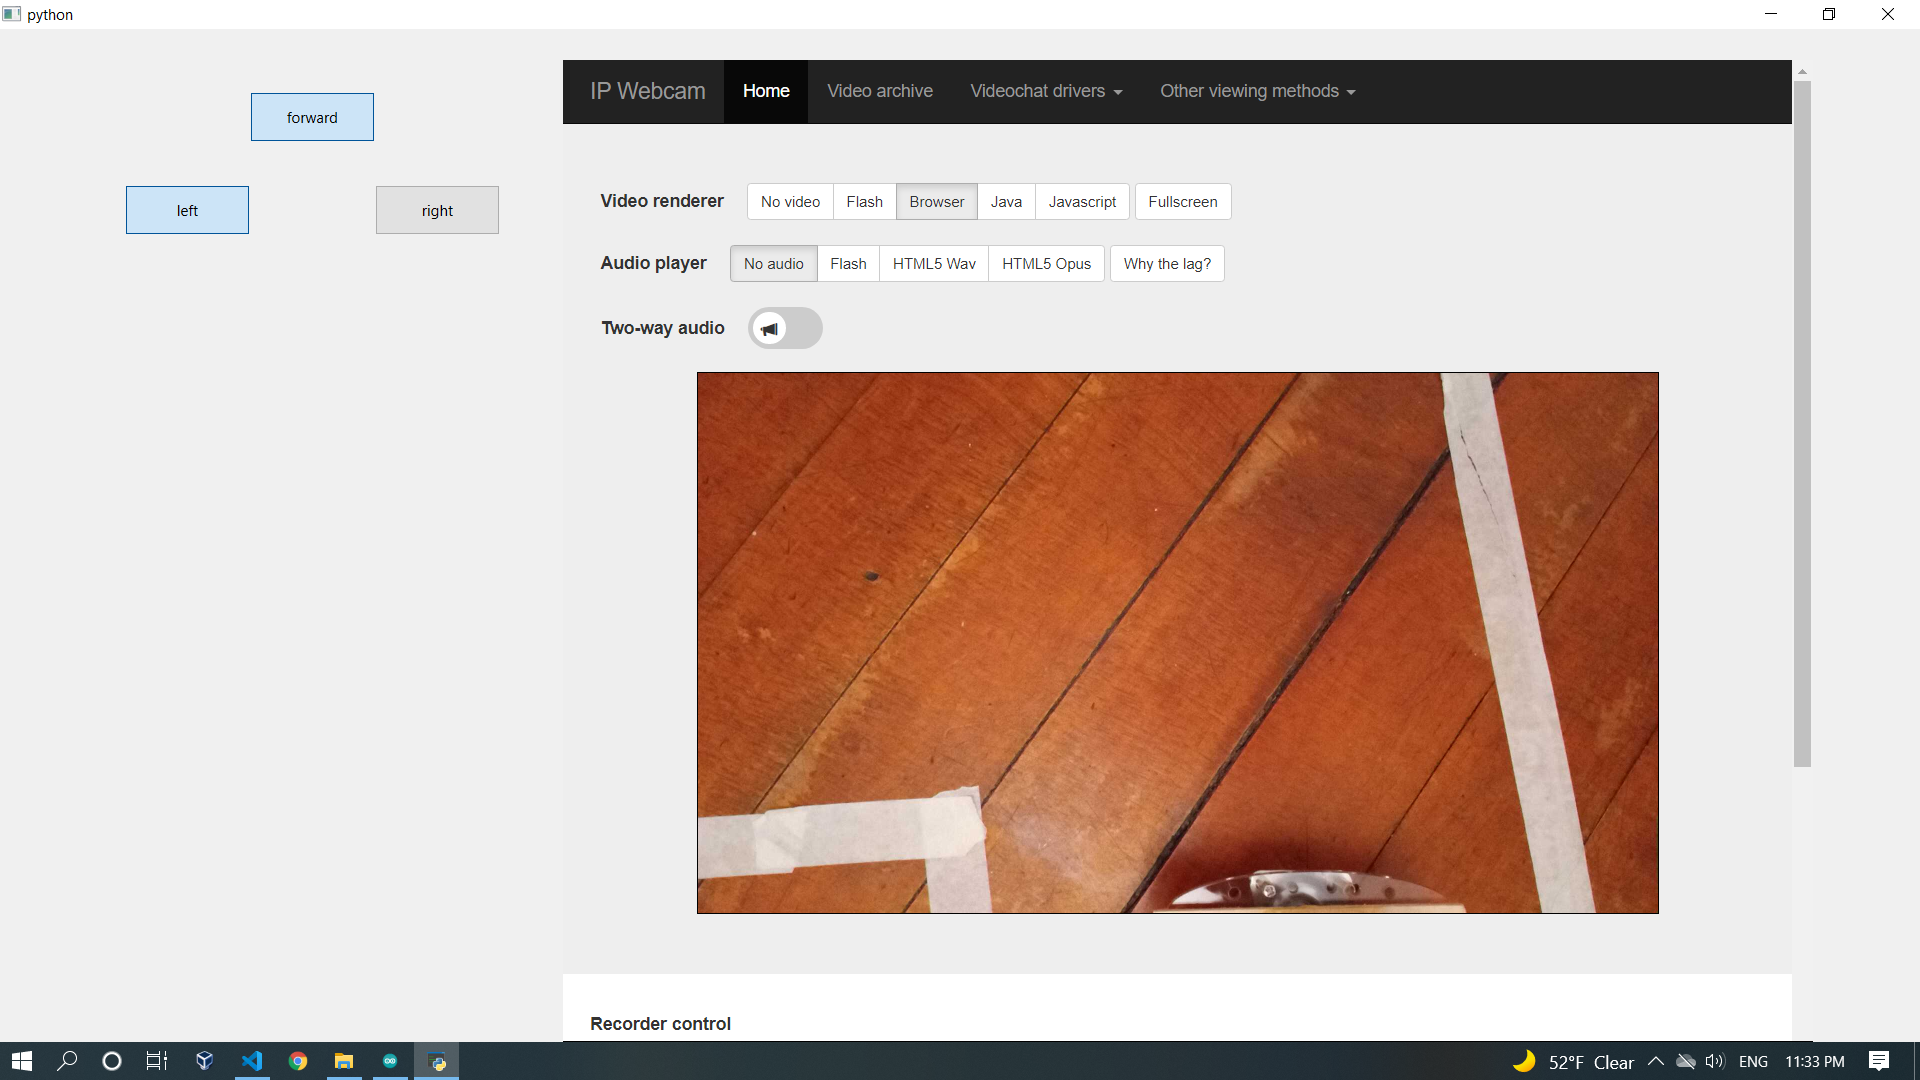 python
forward
left
right
IP Webcam Home Video archive Videochat drivers Other viewing methods
Video renderer No video Flash Browser Java Javascript Fullscreen
Audio player No audio Flash HTML5 Wav HTML5 Opus Why the lag?
Two-way audio
Recorder control
52°F Clear ENG 11:33 PM